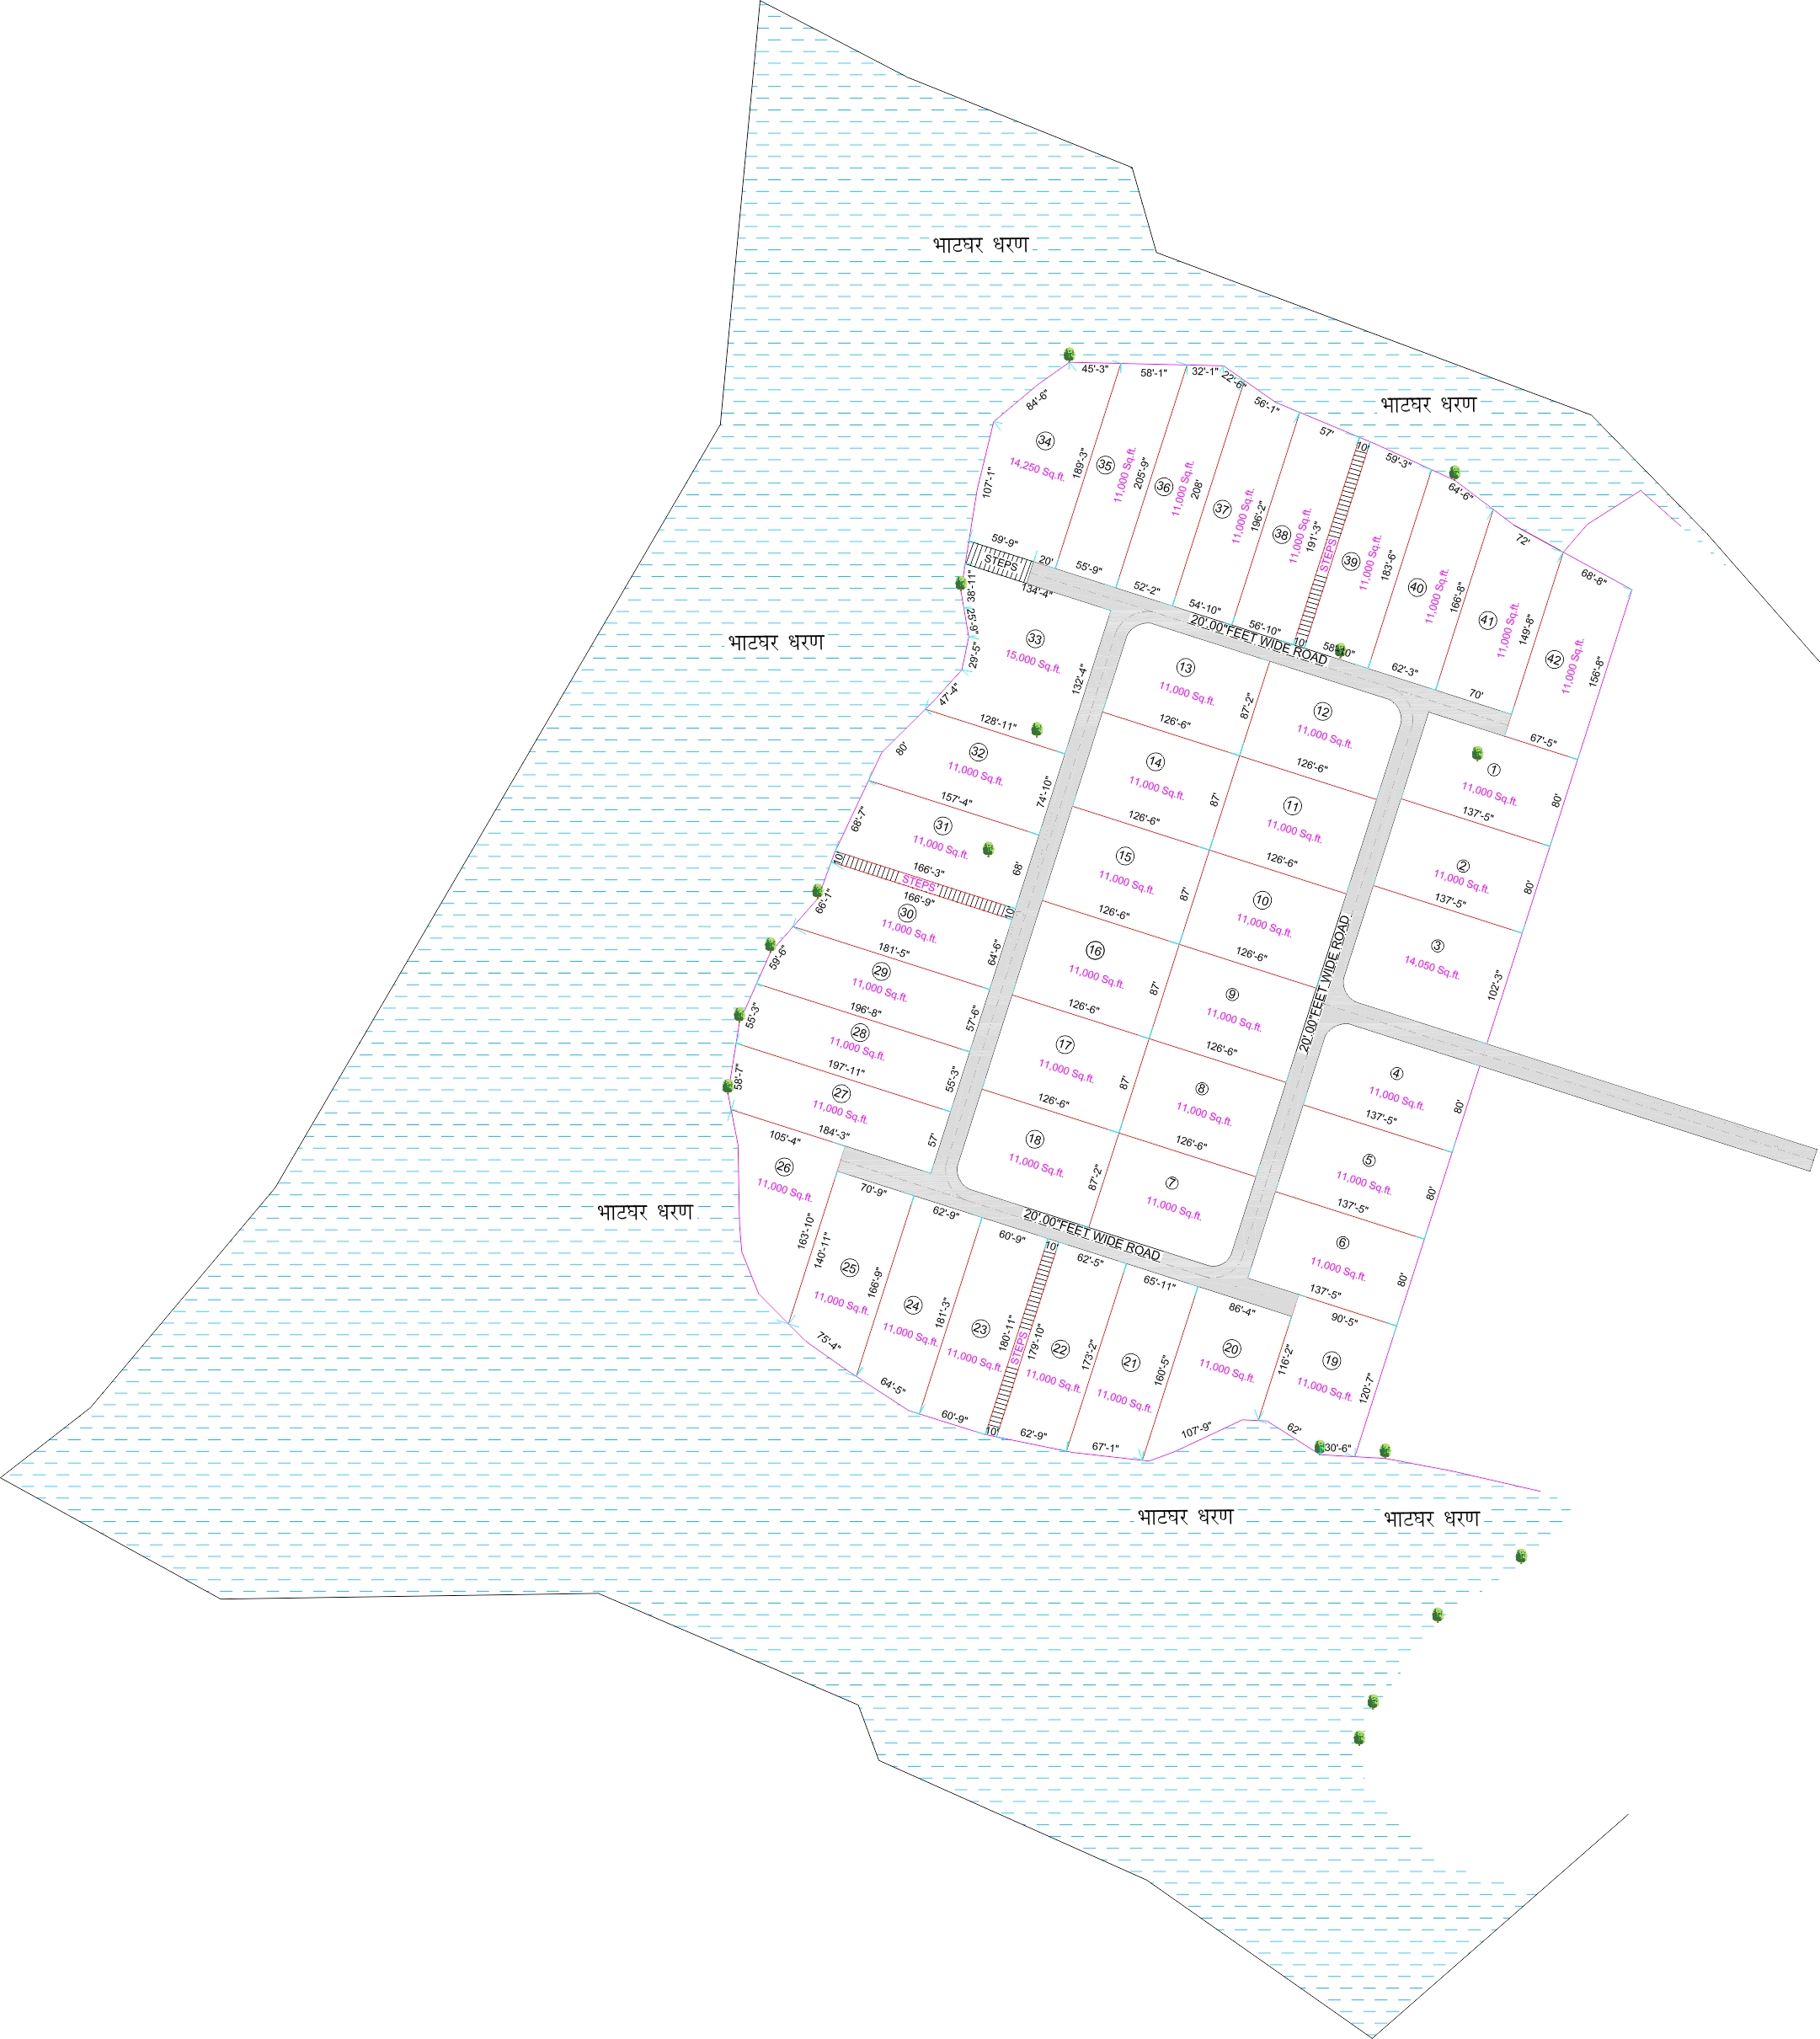 भाटघर धरण
भाटघर धरण
45'-3"
58'-1"
32'-1"
22'-6"
84'-6"
56'-1"
57'
10'
59'-3"
64'-6"
72'
68'-8"
34
14,250 Sq.ft.
189'-3"
35
11,000 Sq.ft.
205'-9"
36
11,000 Sq.ft.
208'
37
11,000 Sq.ft.
196'-2"
38
11,000 Sq.ft.
191'-3"
STEPS
39
11,000 Sq.ft.
183'-6"
40
11,000 Sq.ft.
166'-8"
41
11,000 Sq.ft.
149'-8"
42
11,000 Sq.ft.
156'-8"
107'-1"
59'-9"
STEPS
20'
55'-9"
52'-2"
54'-10"
56'-10"
10'
58'-10"
62'-3"
70'
67'-5"
20'.00"FEET WIDE ROAD
134'-4"
38'-11"
25'-9"
29'-5"
47'-4"
भाटघर धरण
33
15,000 Sq.ft.
132'-4"
128'-11"
13
11,000 Sq.ft.
126'-6"
87'-2"
12
11,000 Sq.ft.
126'-6"
1
11,000 Sq.ft.
137'-5"
80'
80'
32
11,000 Sq.ft.
74'-10"
157'-4"
14
11,000 Sq.ft.
126'-6"
87'
11
11,000 Sq.ft.
126'-6"
2
11,000 Sq.ft.
137'-5"
80'
68'-7"
31
11,000 Sq.ft.
68'
166'-3"
10'
STEPS
10'
166'-9"
15
11,000 Sq.ft.
126'-6"
87'
10
11,000 Sq.ft.
126'-6"
3
14,050 Sq.ft.
102'-3"
66'-1"
30
11,000 Sq.ft.
64'-6"
181'-5"
16
11,000 Sq.ft.
126'-6"
87'
9
11,000 Sq.ft.
126'-6"
20'.00"FEET WIDE ROAD
59'-6"
29
11,000 Sq.ft.
57'-6"
196'-8"
55'-3"
28
11,000 Sq.ft.
55'-3"
197'-11"
17
11,000 Sq.ft.
126'-6"
87'
8
11,000 Sq.ft.
126'-6"
4
11,000 Sq.ft.
137'-5"
80'
58'-7"
27
11,000 Sq.ft.
57'
184'-3"
105'-4"
18
11,000 Sq.ft.
87'-2"
7
11,000 Sq.ft.
5
11,000 Sq.ft.
137'-5"
80'
26
11,000 Sq.ft.
भाटघर धरण
70'-9"
62'-9"
60'-9"
10'
62'-5"
65'-11"
86'-4"
20'.00"FEET WIDE ROAD
6
11,000 Sq.ft.
137'-5"
80'
90'-5"
163'-10"
140'-11"
25
11,000 Sq.ft.
166'-9"
24
11,000 Sq.ft.
181'-3"
23
11,000 Sq.ft.
180'-11"
STEPS
179'-10"
22
11,000 Sq.ft.
173'-2"
21
11,000 Sq.ft.
160'-5"
20
11,000 Sq.ft.
116'-2"
19
11,000 Sq.ft.
120'-7"
75'-4"
64'-5"
60'-9"
10'
62'-9"
67'-1"
107'-9"
62'
30'-6"
भाटघर धरण
भाटघर धरण